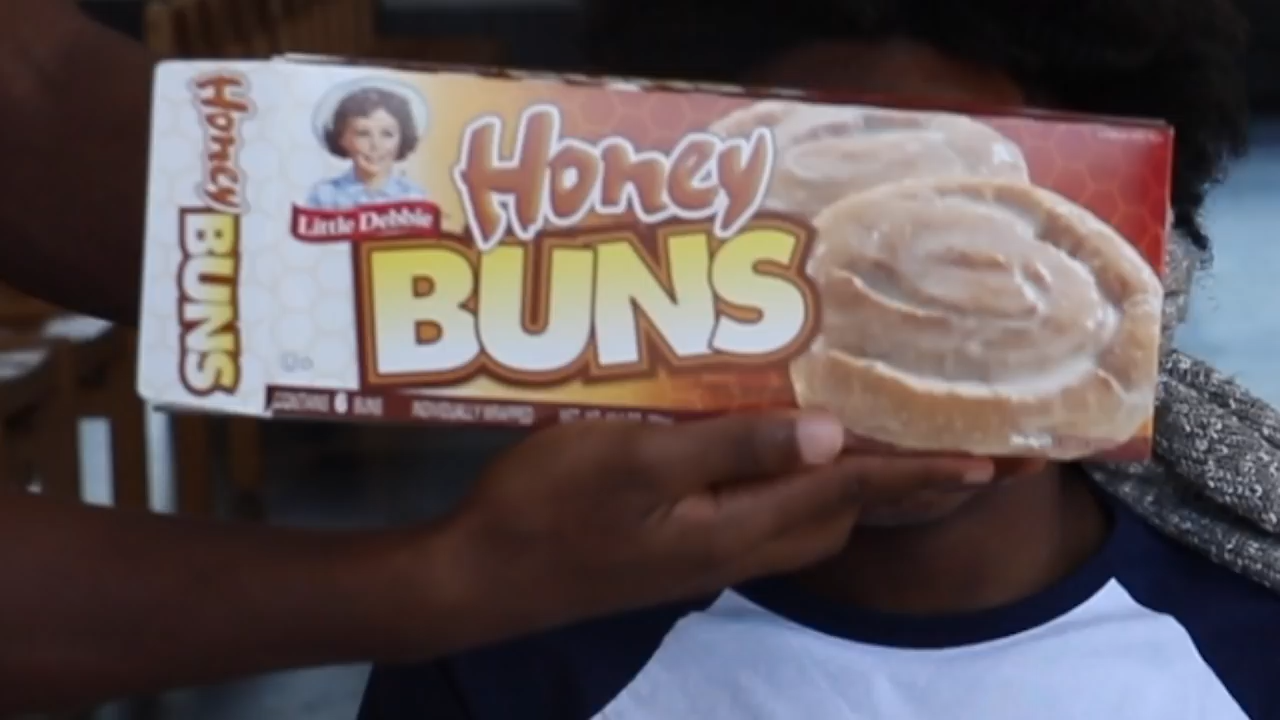 Honey
BUNS
Little Debbie
Honey
BUNS
CONTAINS 6 BUNS INDIVIDUALLY WRAPPED